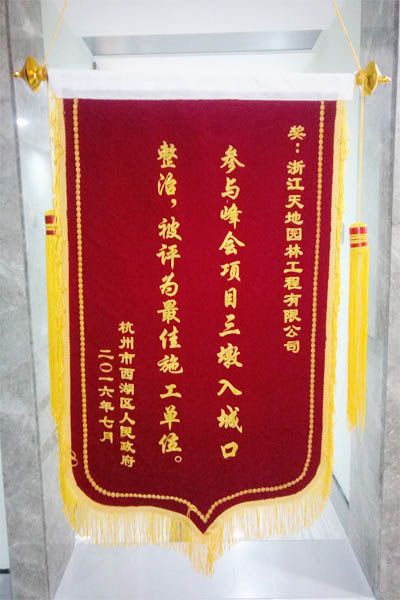 奖：浙江天地园林工程有限公司
参与峰会项目三墩入城口
整治，被评为最佳施工单位。
杭州市西湖区人民政府
二〇一六年七月